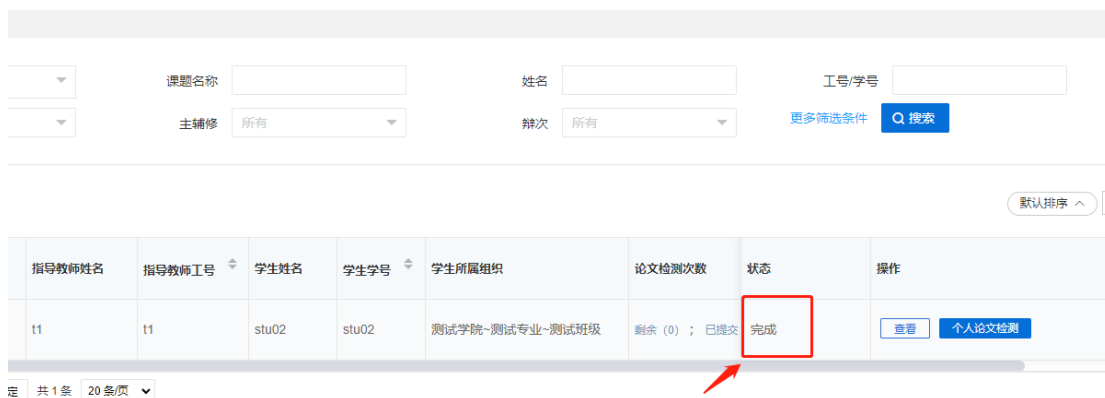 课题名称 姓名 工号/学号
主辅修 所有 辩次 所有 更多筛选条件 搜索
默认排序
指导教师姓名 指导教师工号 学生姓名 学生学号 学生所属组织 论文检测次数 状态 操作
t1 t1 stu02 stu02 测试学院~测试专业~测试班级 剩余（0）； 已提交 完成 查看 个人论文检测
定 共 1 条 20 条/页